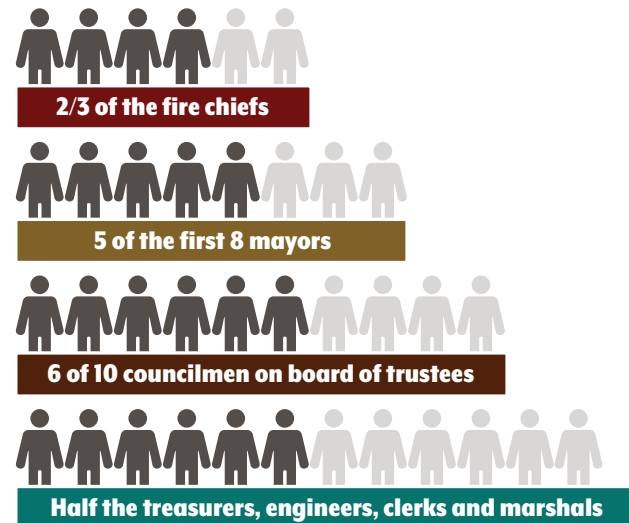 2/3 of the fire chiefs
5 of the first 8 mayors
6 of 10 councilmen on board of trustees
Half the treasurers, engineers, clerks and marshals